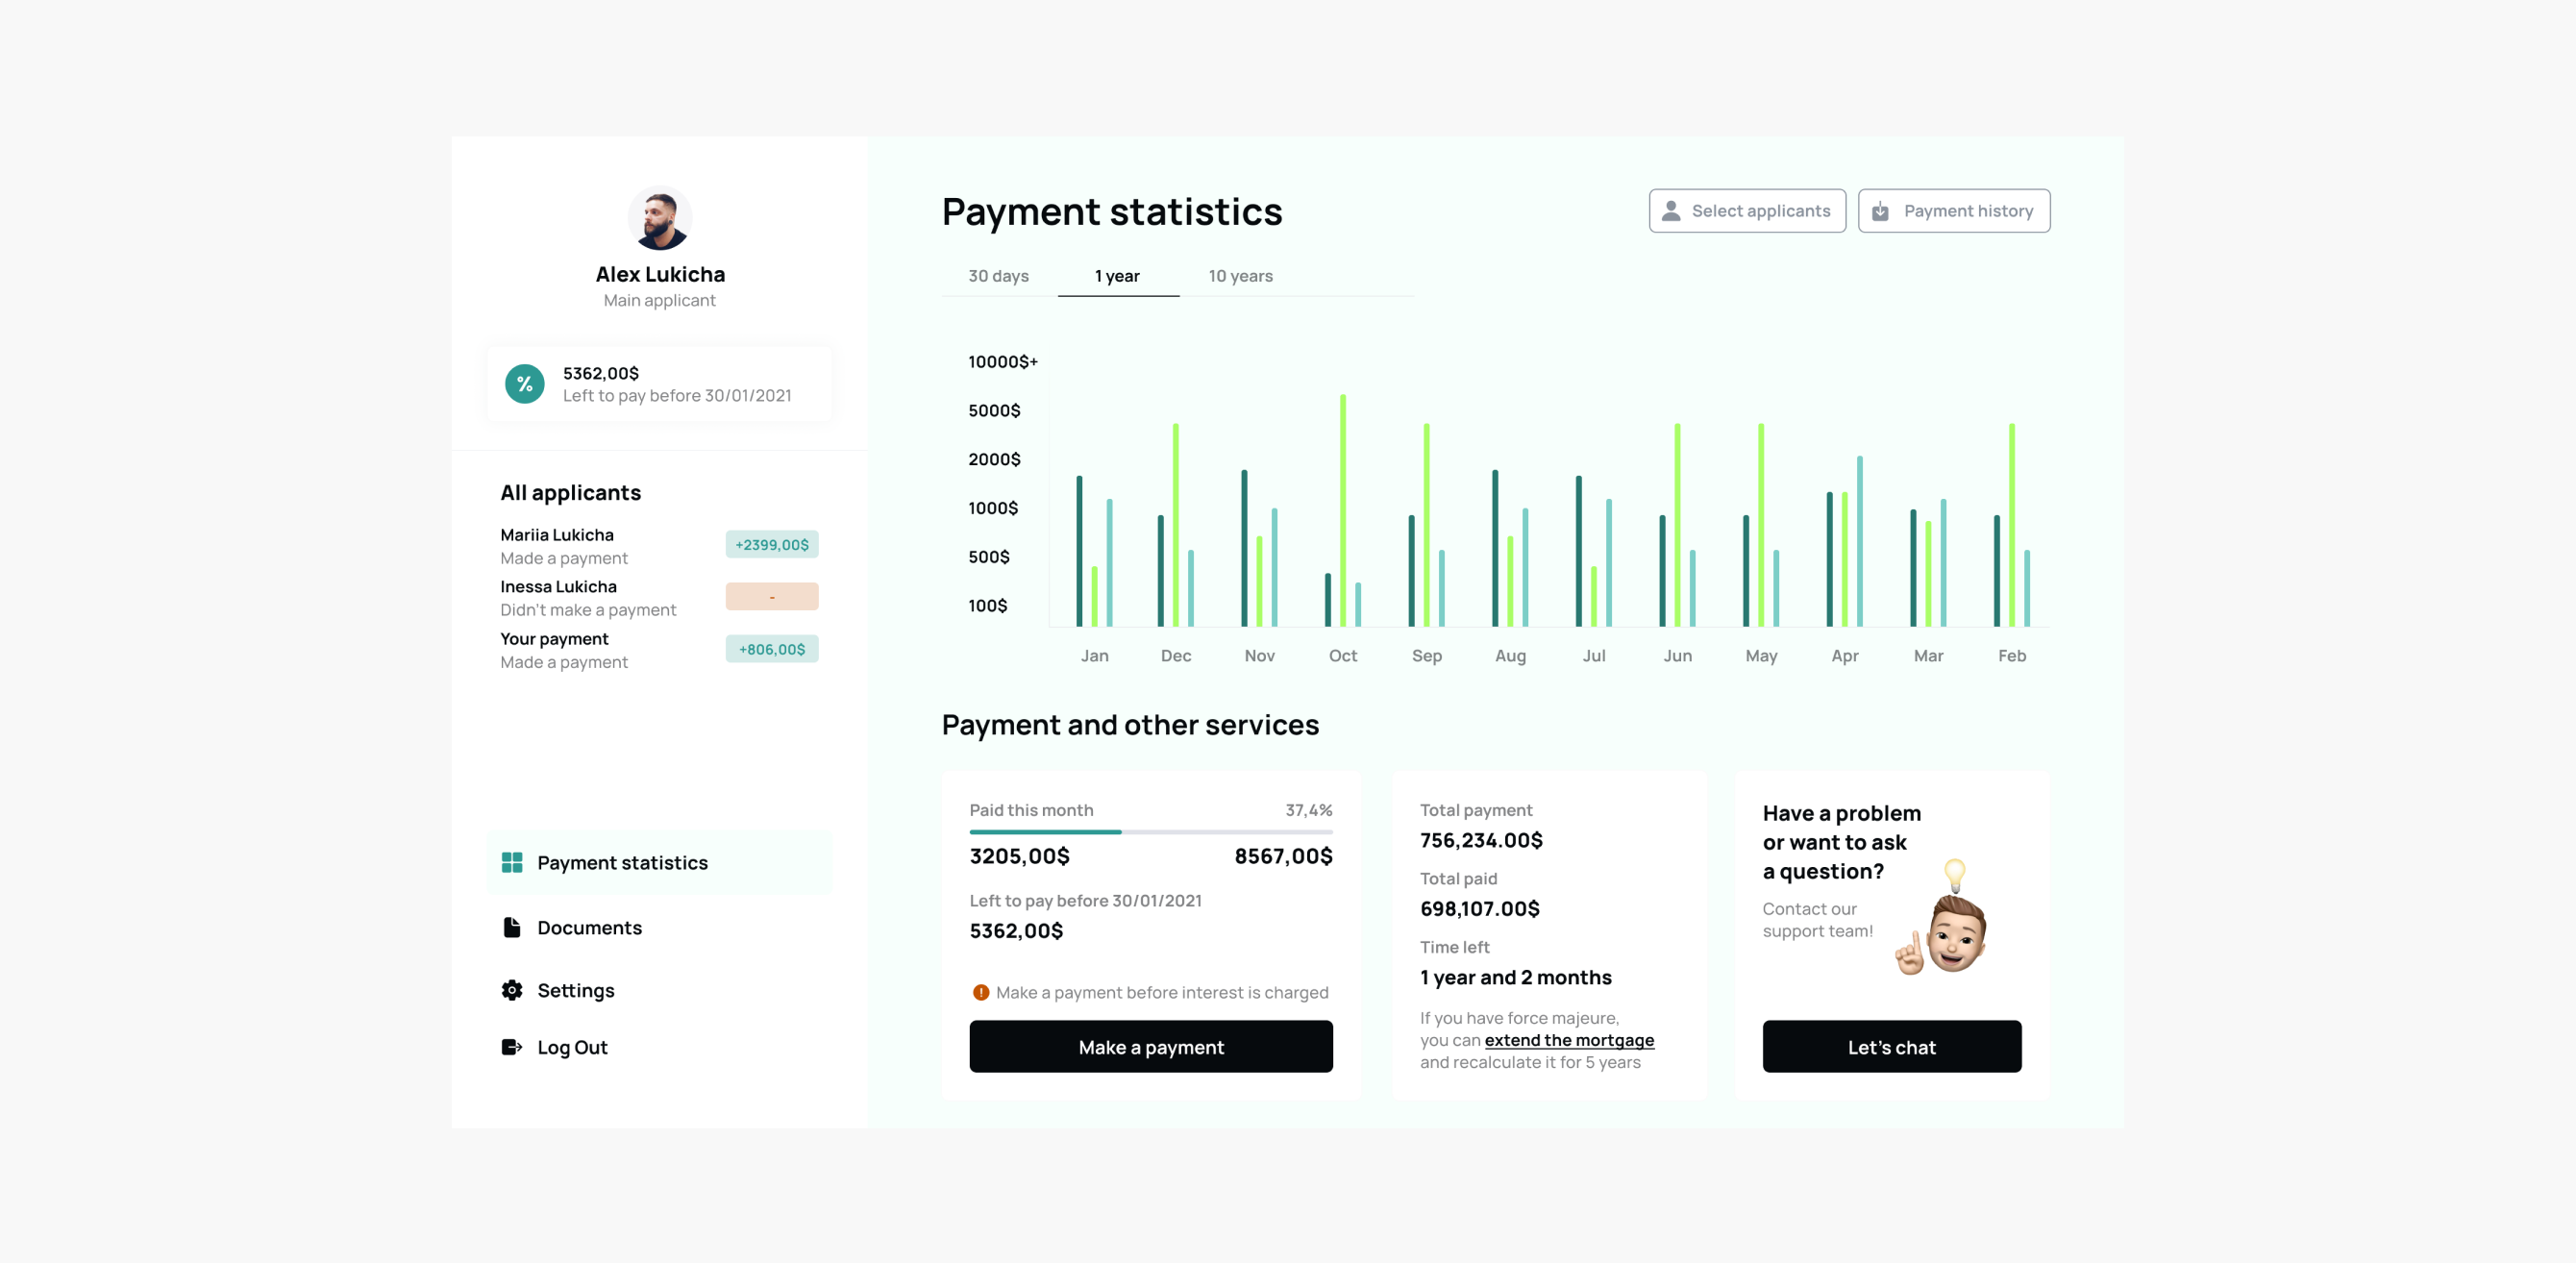 Alex Lukicha
Main applicant
%
5362,00$
Left to pay before 30/01/2021
All applicants
Mariia Lukicha
Made a payment
+2399,00$
Inessa Lukicha
Didn't make a payment
-
Your payment
Made a payment
+806,00$
Payment statistics
Documents
Settings
Log Out
Payment statistics
Select applicants
Payment history
30 days
1 year
10 years
10000$+
5000$
2000$
1000$
500$
100$
Jan
Dec
Nov
Oct
Sep
Aug
Jul
Jun
May
Apr
Mar
Feb
Payment and other services
Paid this month
37,4%
3205,00$
8567,00$
Left to pay before 30/01/2021
5362,00$
! Make a payment before interest is charged
Make a payment
Total payment
756,234.00$
Total paid
698,107.00$
Time left
1 year and 2 months
If you have force majeure,
you can extend the mortgage
and recalculate it for 5 years
Have a problem
or want to ask
a question?
Contact our
support team!
Let's chat